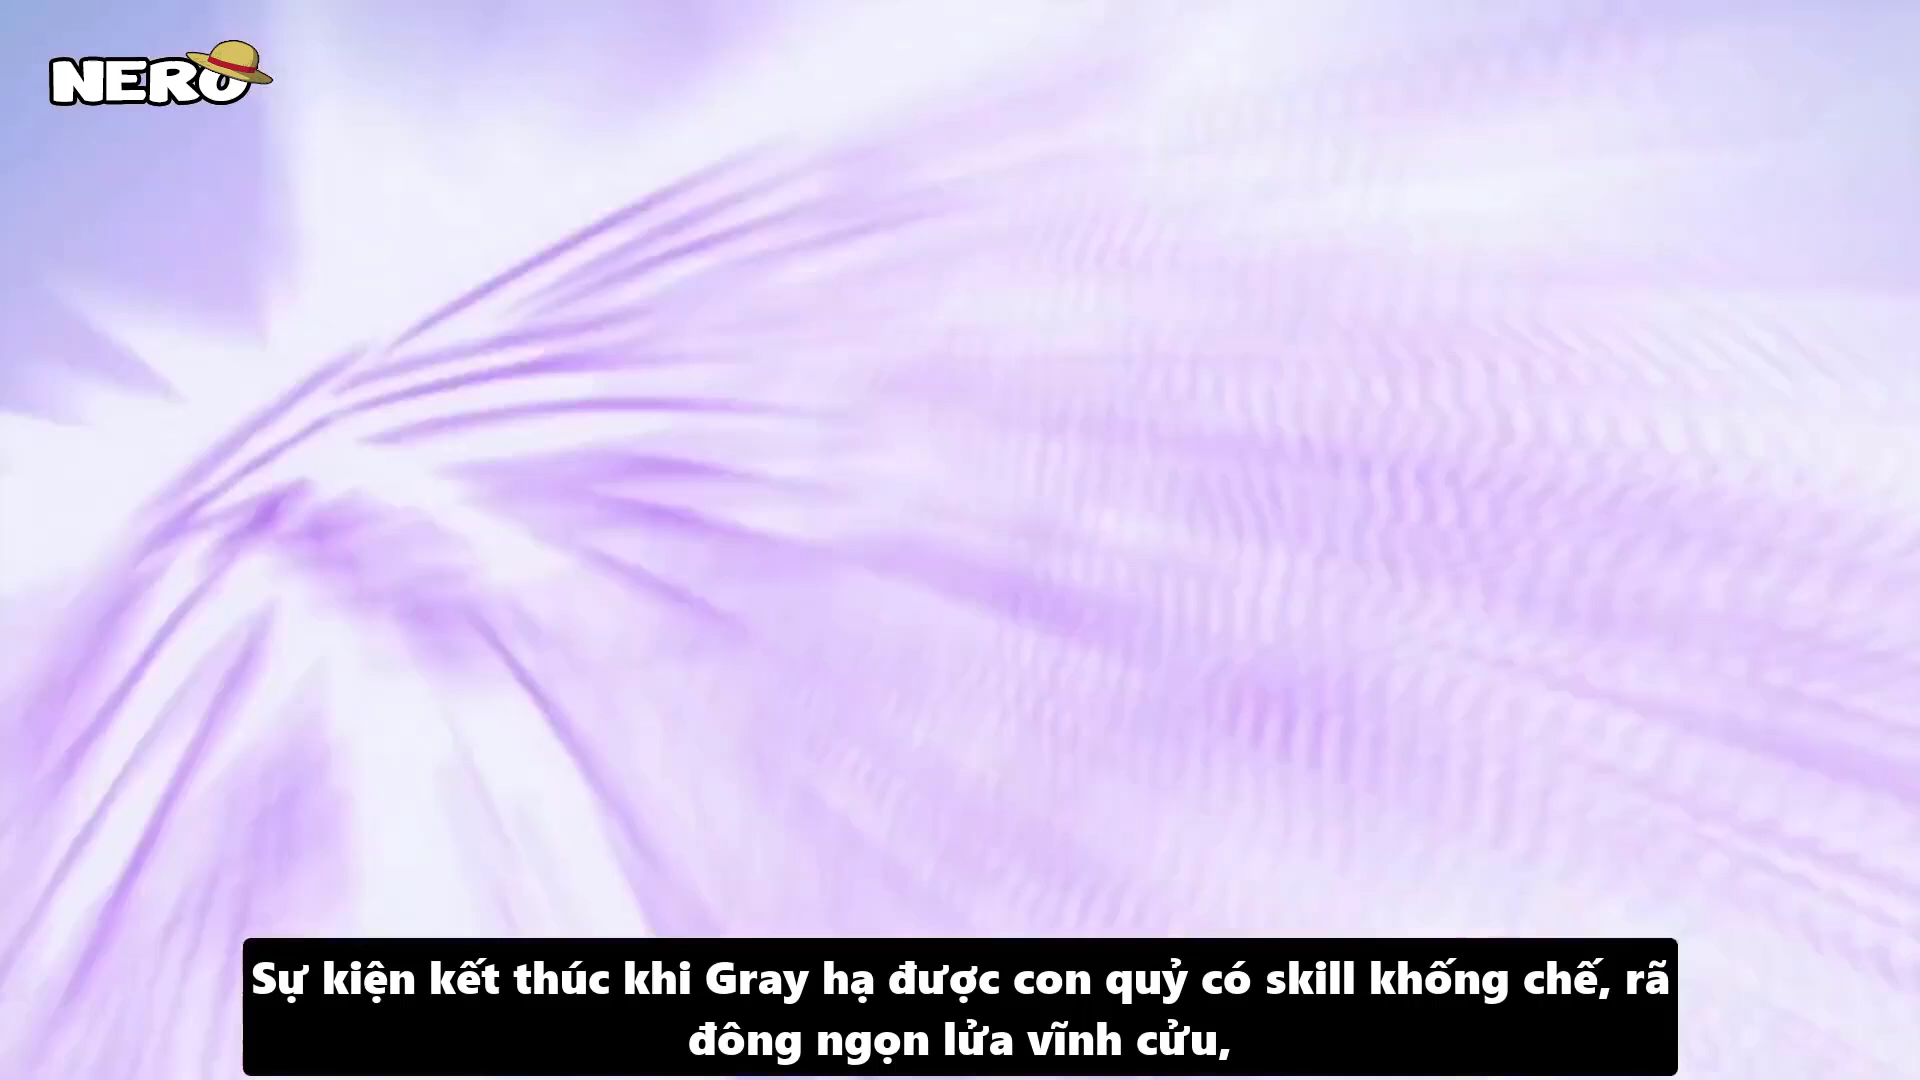 NERO
Sự kiện kết thúc khi Gray hạ được con quỷ có skill khống chế, rã
đông ngọn lửa vĩnh cửu,